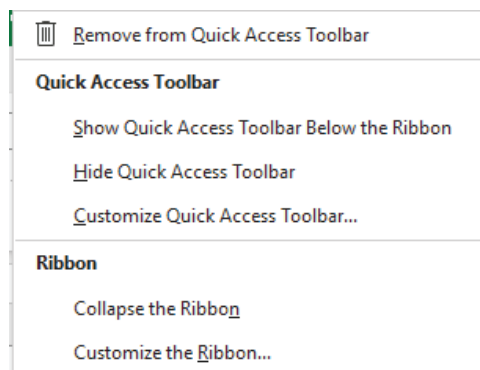 Remove from Quick Access Toolbar
Quick Access Toolbar
Show Quick Access Toolbar Below the Ribbon
Hide Quick Access Toolbar
Customize Quick Access Toolbar...
Ribbon
Collapse the Ribbon
Customize the Ribbon...